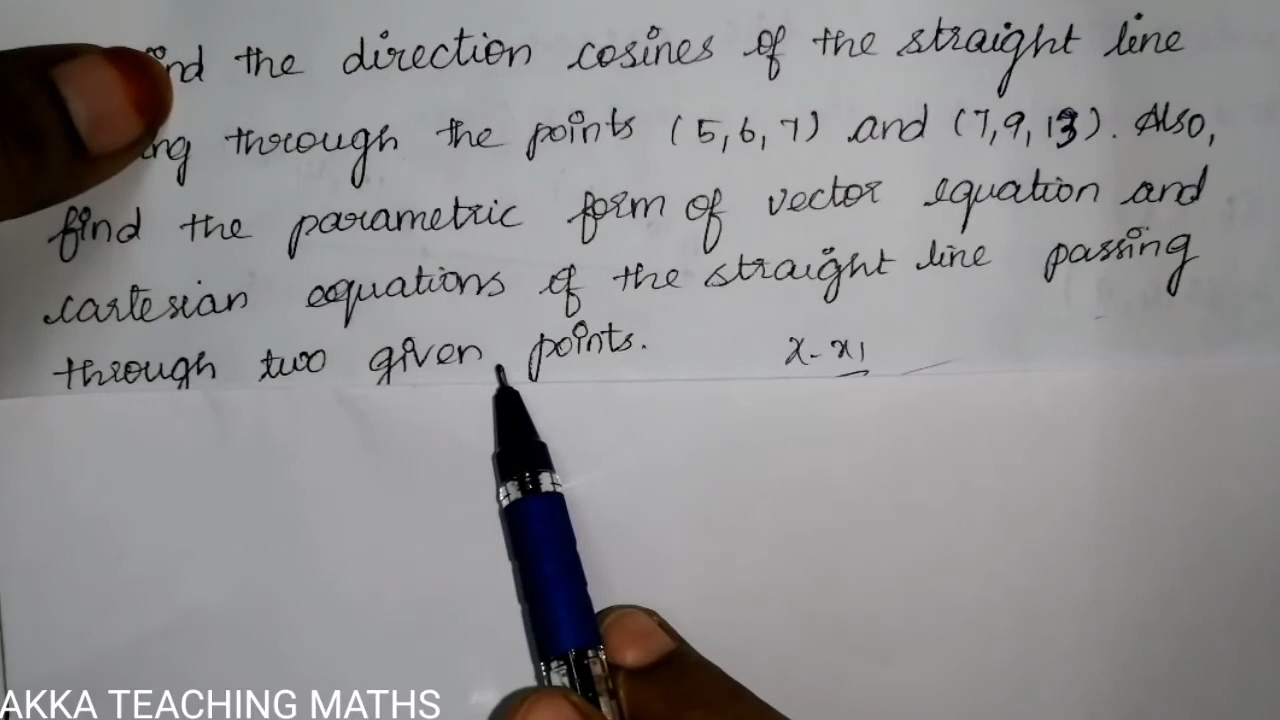 the direction cosines of the straight line
through the points (5,6,7) and (7,9,13). Also,
find the parametric form of vector equation and
cartesian equations of the straight line passing
through two given points. x-x1
AKKA TEACHING MATHS